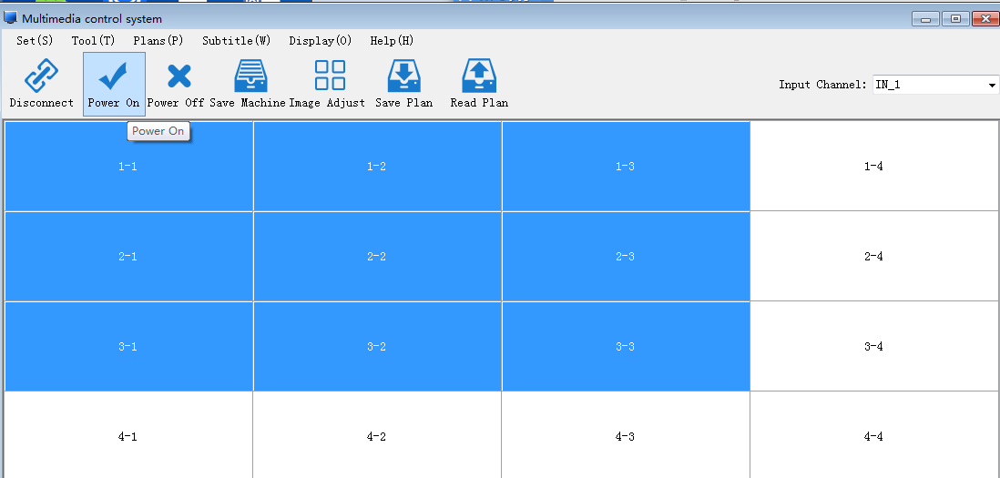 Multimedia control system
Set(S) Tool(T) Plans(P) Subtitle(W) Display(O) Help(H)
Disconnect Power On Power Off Save Machine Image Adjust Save Plan Read Plan Input Channel: IN_1
Power On
1-1 1-2 1-3 1-4
2-1 2-2 2-3 2-4
3-1 3-2 3-3 3-4
4-1 4-2 4-3 4-4